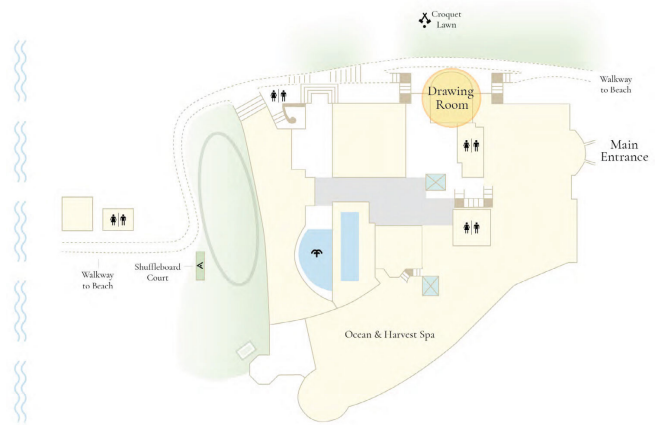 Croquet
Lawn
Drawing
Room
Walkway
to Beach
Main
Entrance
Walkway
to Beach
Shuffleboard
Court
Ocean & Harvest Spa